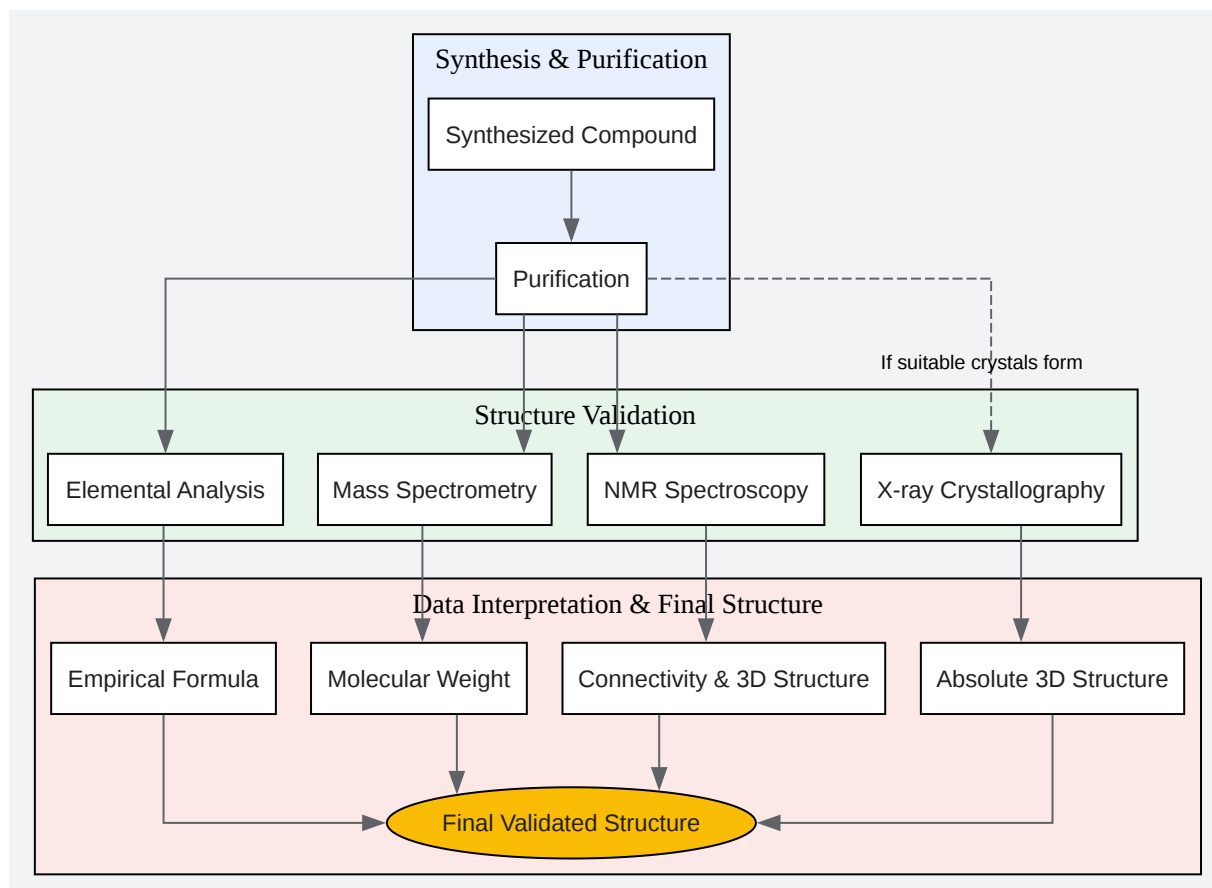 Synthesis & Purification
Synthesized Compound
Purification
If suitable crystals form
Structure Validation
Elemental Analysis
Mass Spectrometry
NMR Spectroscopy
X-ray Crystallography
Data Interpretation & Final Structure
Empirical Formula
Molecular Weight
Connectivity & 3D Structure
Absolute 3D Structure
Final Validated Structure